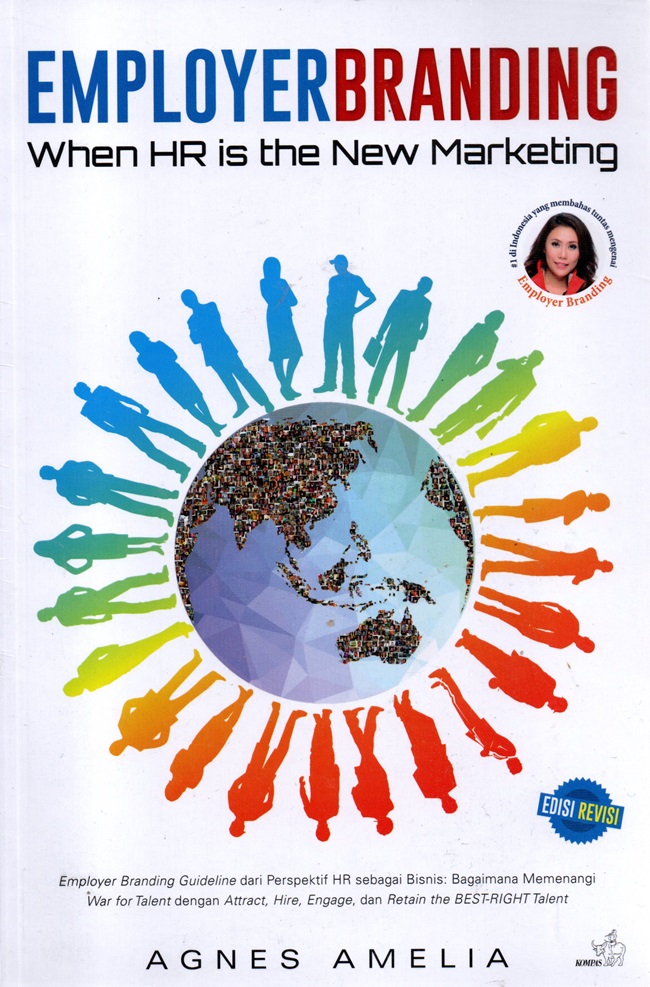 EMPLOYERBRANDING
When HR is the New Marketing
#1 di Indonesia yang membahas tuntas mengenai
Employer Branding
EDISI REVISI
Employer Branding Guideline dari Perspektif HR sebagai Bisnis: Bagaimana Memenangi
War for Talent dengan Attract, Hire, Engage, dan Retain the BEST-RIGHT Talent
AGNES AMELIA
KOMPAS